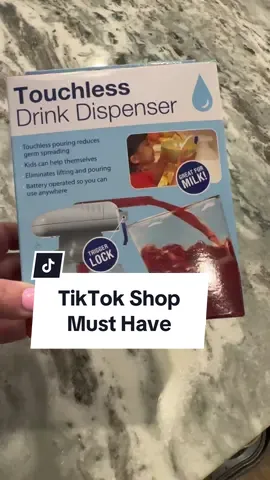 Touchless
Drink Dispenser
Touchless pouring reduces
germ spreading
Kids can help themselves
Eliminates lifting and pouring
Battery operated so you can
use anywhere
GREAT FOR
MILK!
TRIGGER
LOCK
TikTok Shop
Must Have